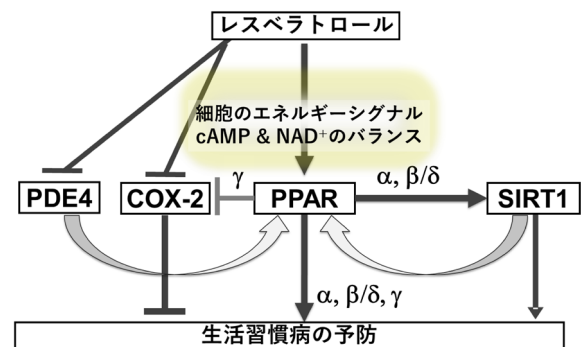 レスベラトロール
細胞のエネルギーシグナル
cAMP & NAD⁺のバランス
PDE4
COX-2
γ
PPAR
α, β/δ
SIRT1
α, β/δ, γ
生活習慣病の予防